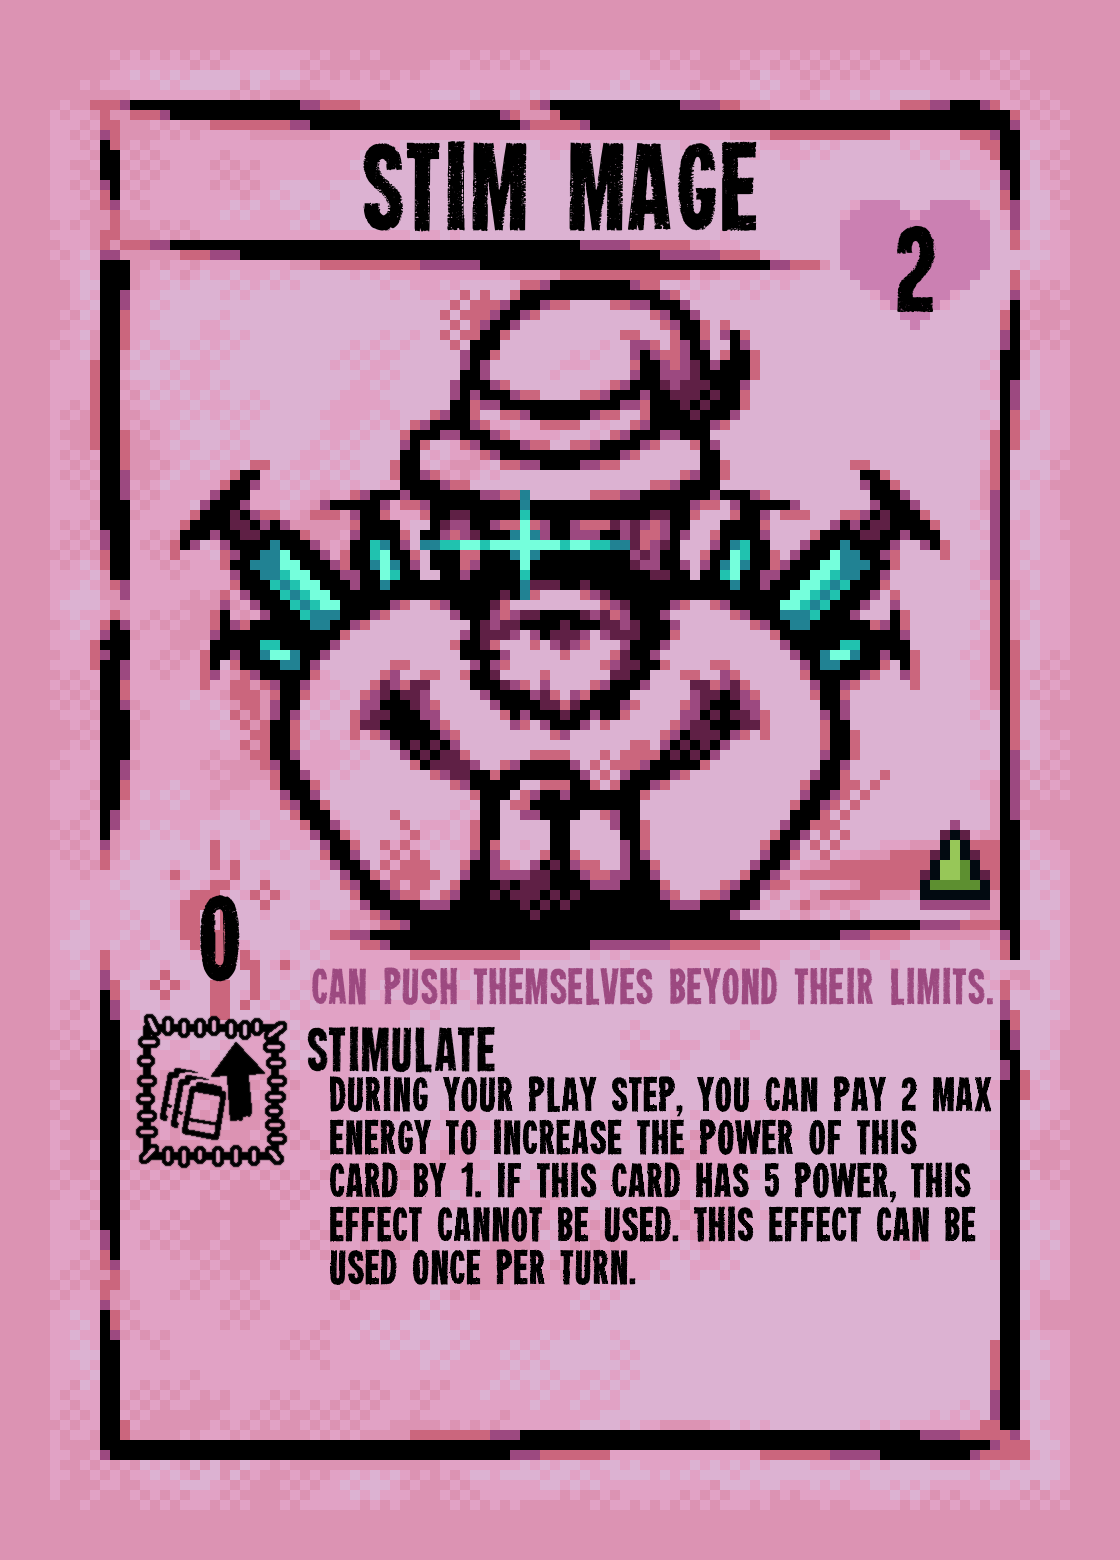 STIM MAGE
2
0
CAN PUSH THEMSELVES BEYOND THEIR LIMITS.
STIMULATE
DURING YOUR PLAY STEP, YOU CAN PAY 2 MAX
ENERGY TO INCREASE THE POWER OF THIS
CARD BY 1. IF THIS CARD HAS 5 POWER, THIS
EFFECT CANNOT BE USED. THIS EFFECT CAN BE
USED ONCE PER TURN.